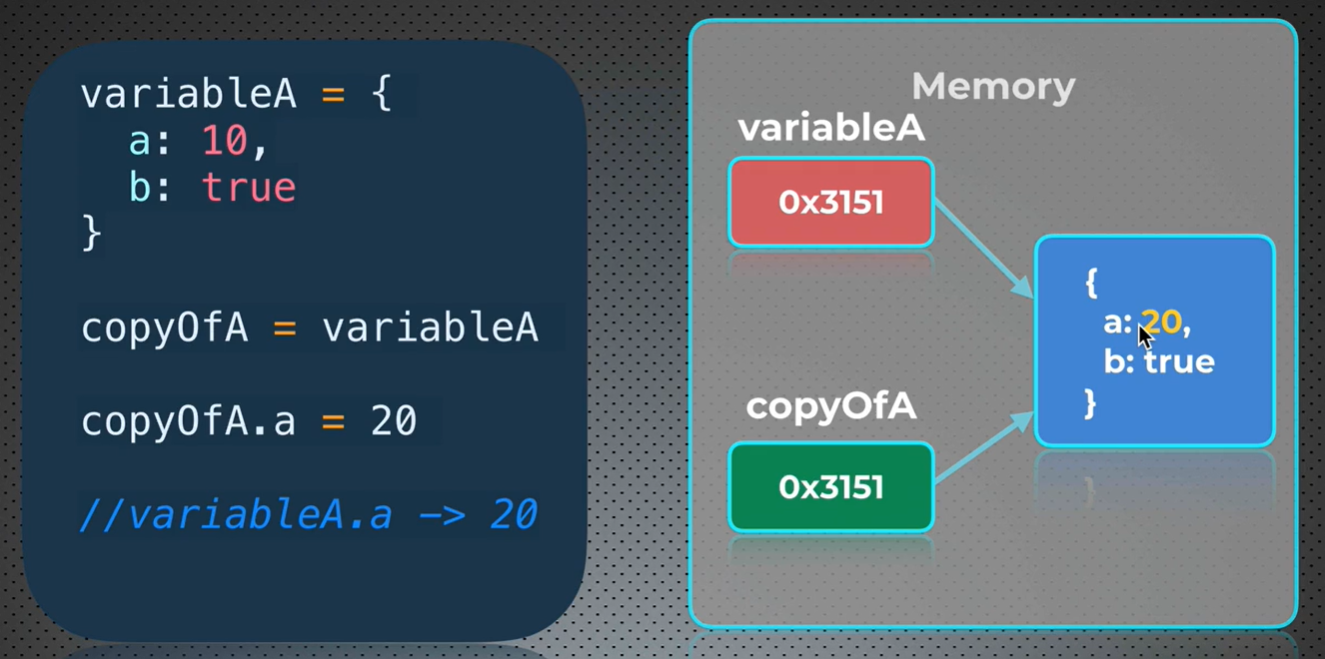 variableA = {
  a: 10,
  b: true
}
copyOfA = variableA
copyOfA.a = 20
//variableA.a –> 20
Memory
variableA
0x3151
{
  a: 20,
  b: true
}
copyOfA
0x3151